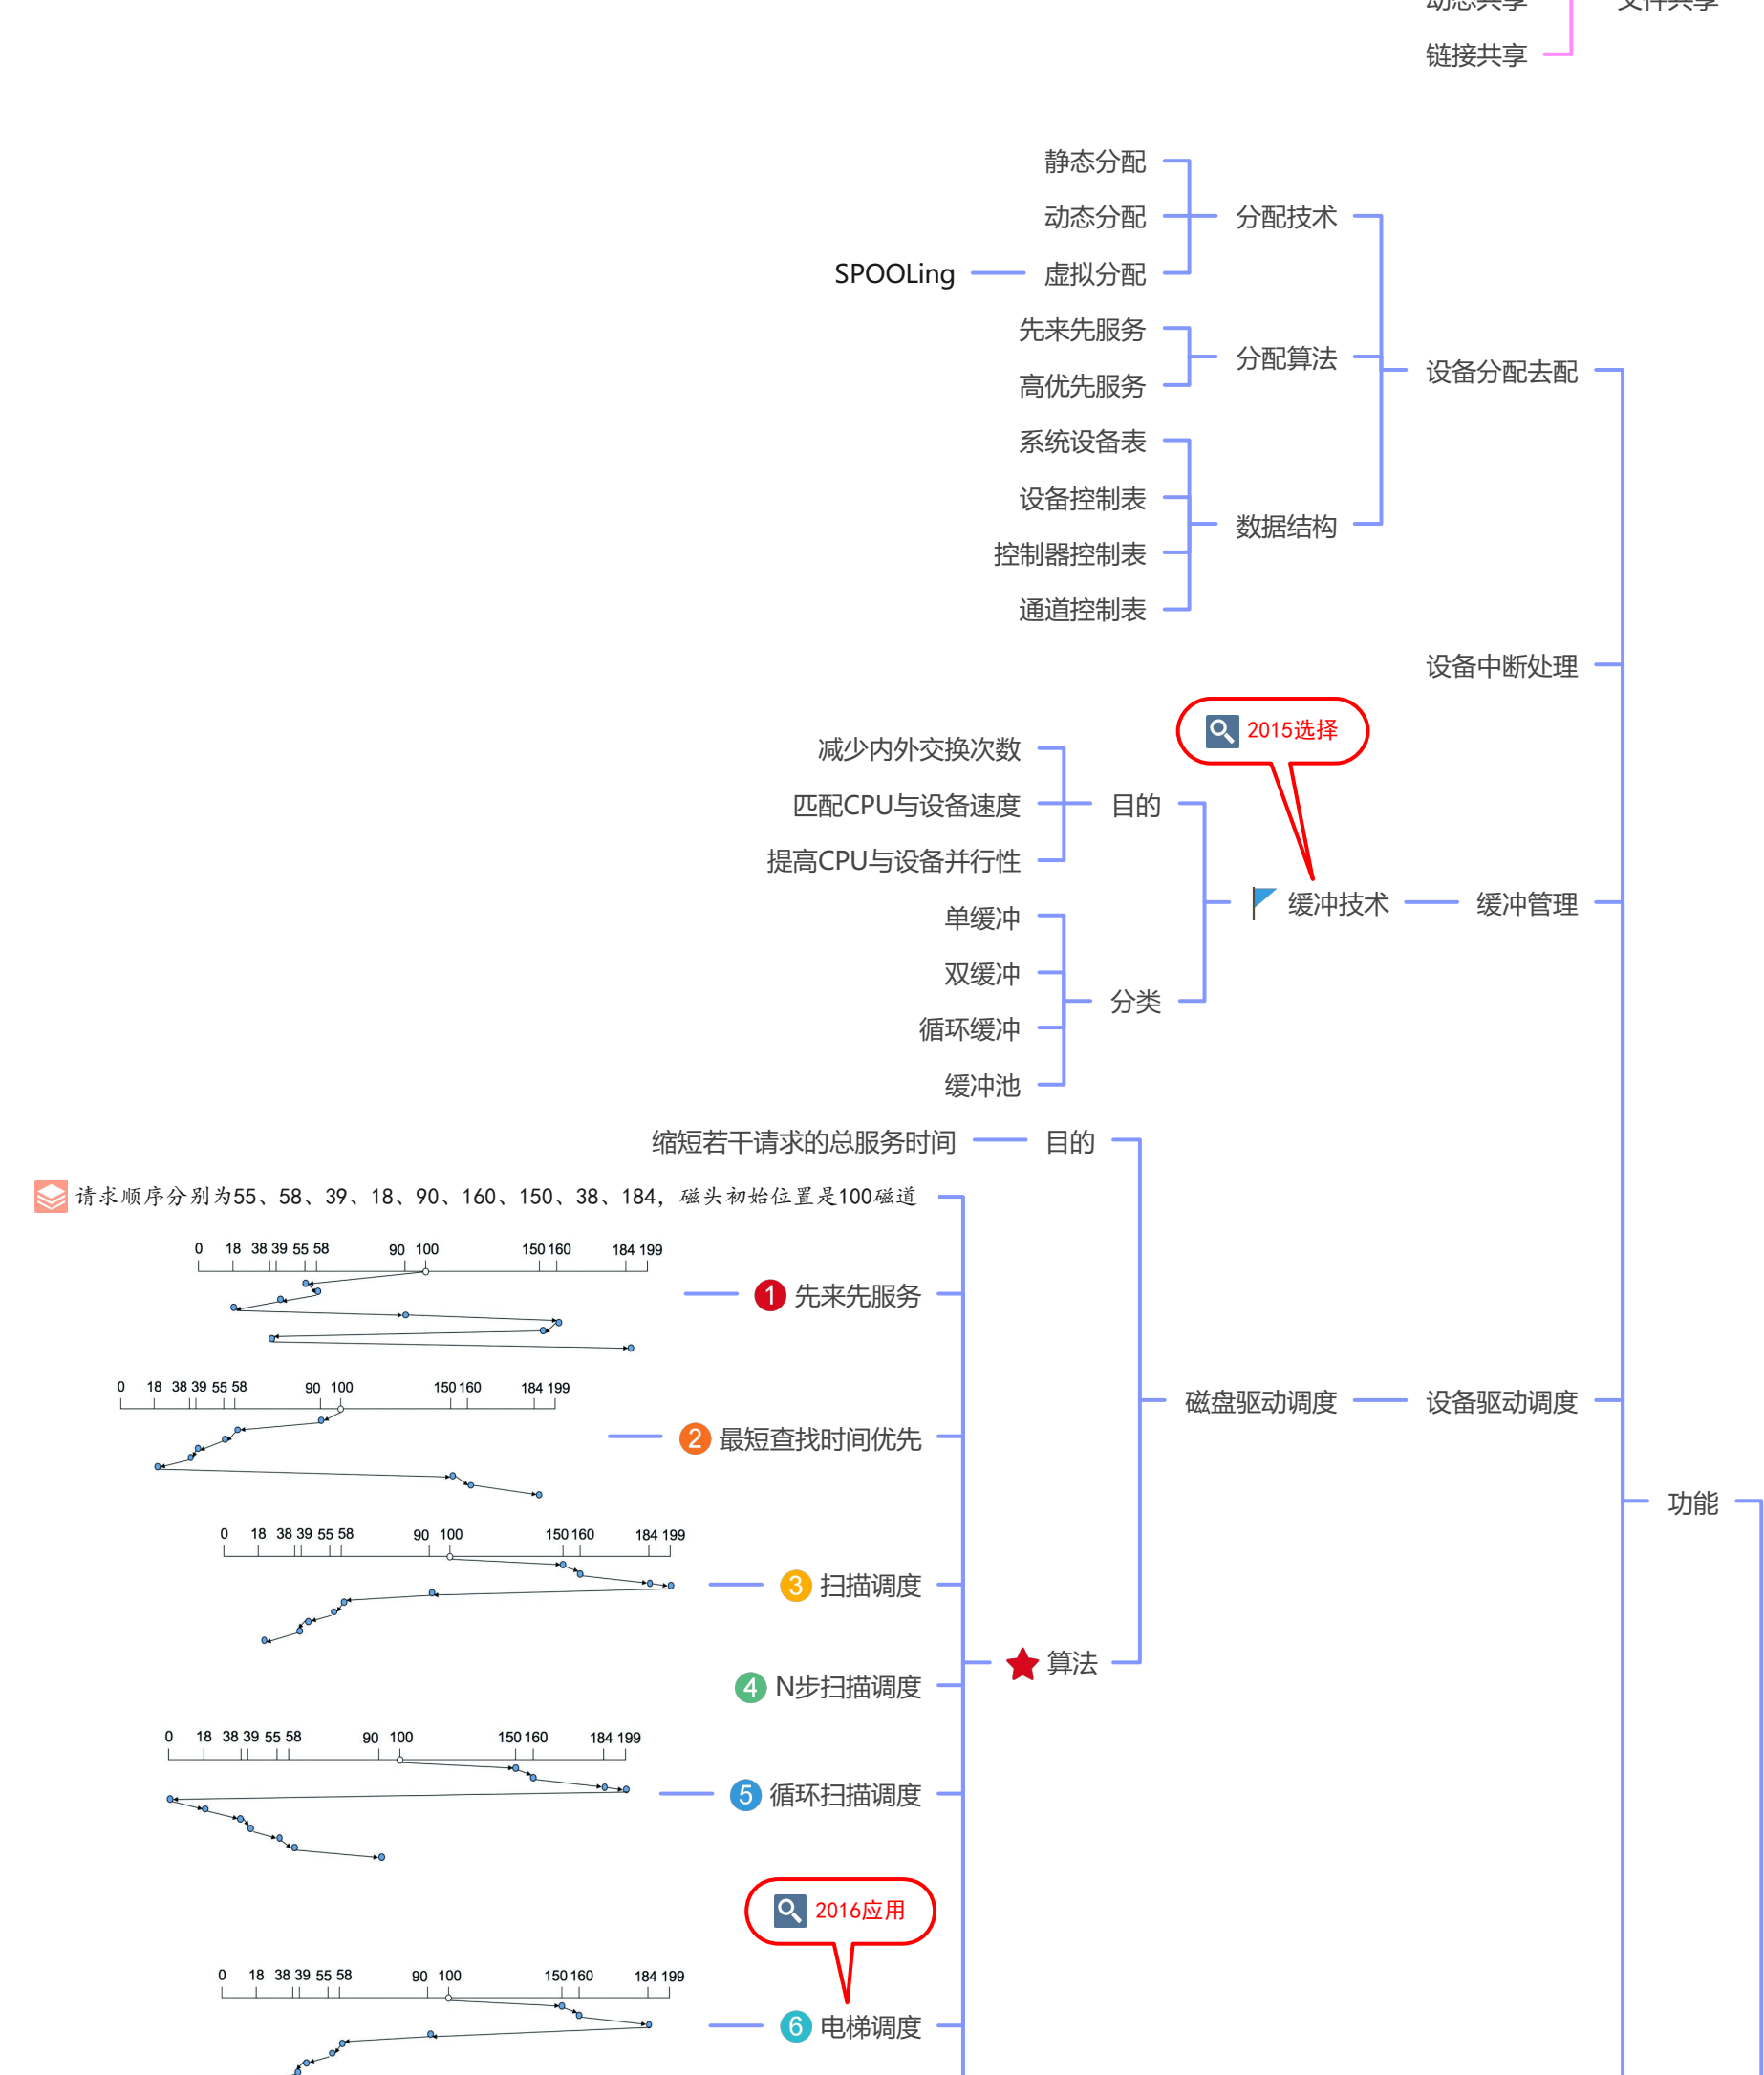 动态共享
文件共享
链接共享
静态分配
动态分配
分配技术
SPOOLing
虚拟分配
先来先服务
分配算法
高优先服务
设备分配去配
系统设备表
设备控制表
数据结构
控制器控制表
通道控制表
设备中断处理
2015选择
减少内外交换次数
匹配CPU与设备速度
目的
提高CPU与设备并行性
缓冲技术
缓冲管理
单缓冲
双缓冲
分类
循环缓冲
缓冲池
缩短若干请求的总服务时间
目的
请求顺序分别为55、58、39、18、90、160、150、38、184，磁头初始位置是100磁道
0 18 38 39 55 58 90 100 150 160 184 199
1 先来先服务
0 18 38 39 55 58 90 100 150 160 184 199
磁盘驱动调度
设备驱动调度
2 最短查找时间优先
功能
0 18 38 39 55 58 90 100 150 160 184 199
3 扫描调度
算法
4 N步扫描调度
0 18 38 39 55 58 90 100 150 160 184 199
5 循环扫描调度
2016应用
0 18 38 39 55 58 90 100 150 160 184 199
6 电梯调度